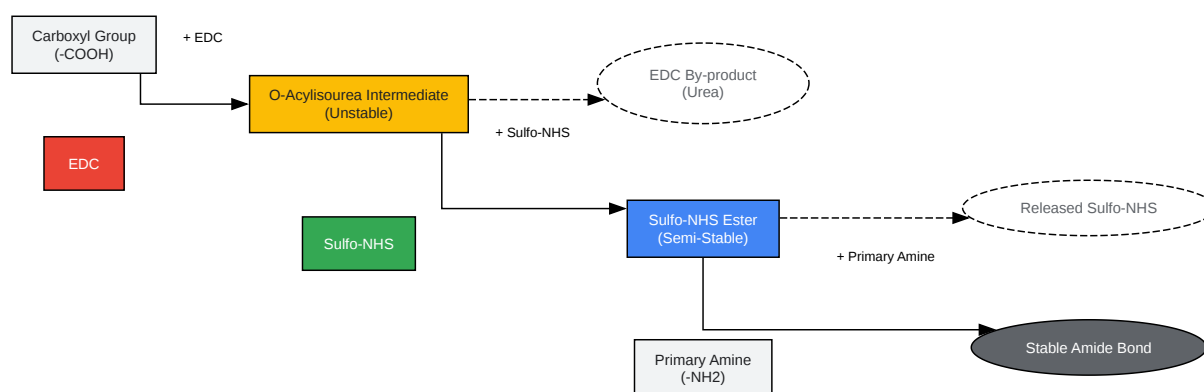 Carboxyl Group
(-COOH)
+ EDC
O-Acylisourea Intermediate
(Unstable)
EDC By-product
(Urea)
+ Sulfo-NHS
EDC
Sulfo-NHS
Sulfo-NHS Ester
(Semi-Stable)
Released Sulfo-NHS
+ Primary Amine
Stable Amide Bond
Primary Amine
(-NH2)